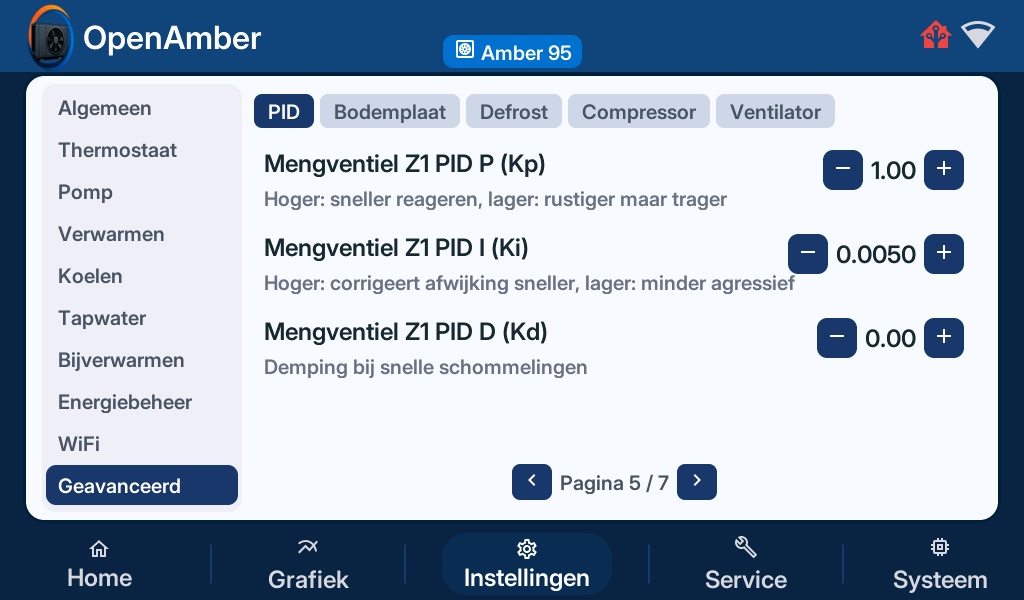 OpenAmber
Amber 95
Algemeen
Thermostaat
Pomp
Verwarmen
Koelen
Tapwater
Bijverwarmen
Energiebeheer
WiFi
Geavanceerd
PID Bodemplaat Defrost Compressor Ventilator
Mengventiel Z1 PID P (Kp)
Hoger: sneller reageren, lager: rustiger maar trager
− 1.00 +
Mengventiel Z1 PID I (Ki)
Hoger: corrigeert afwijking sneller, lager: minder agressief
− 0.0050 +
Mengventiel Z1 PID D (Kd)
Demping bij snelle schommelingen
− 0.00 +
‹ Pagina 5 / 7 ›
Home Grafiek Instellingen Service Systeem